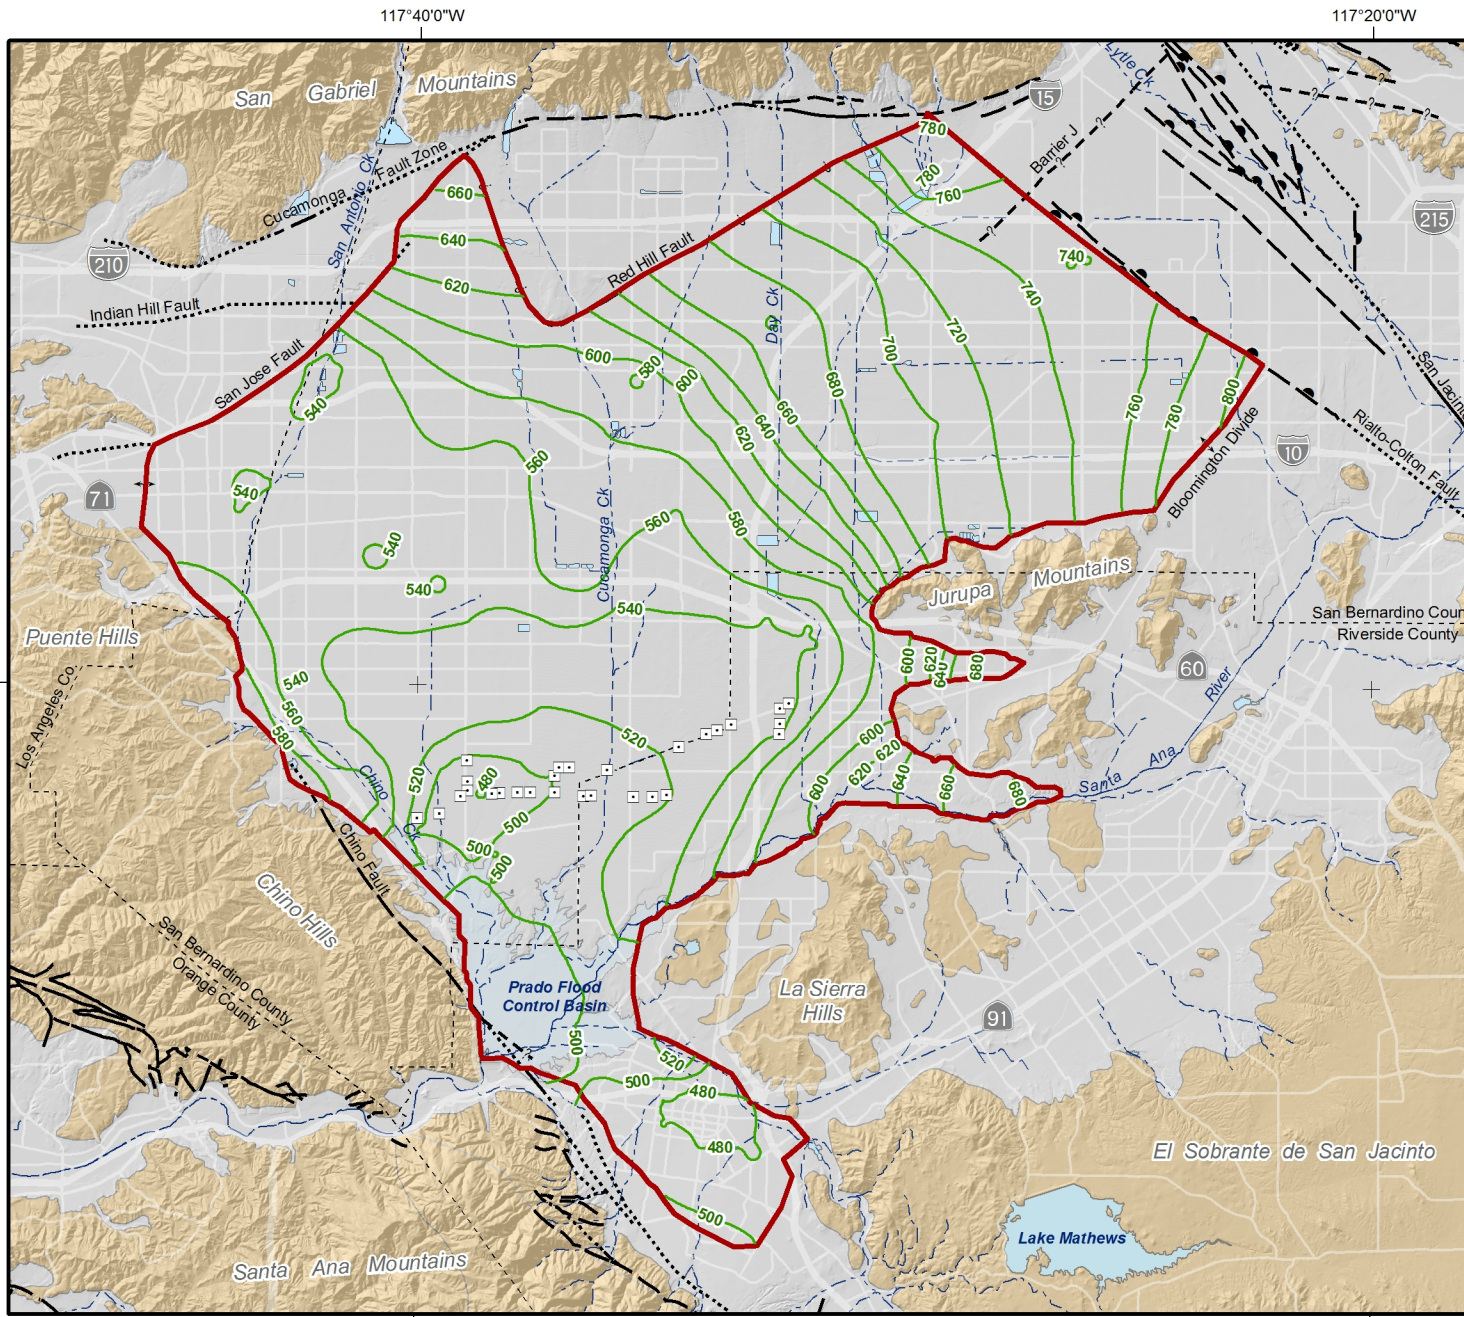 117°40'0"W
117°20'0"W
San Gabriel Mountains
Lytle Ck
15
780
Barrier J
?
?
?
?
?
?
Cucamonga Fault Zone
San Antonio Ck
660
780
760
215
640
Red Hill Fault
740
210
620
740
Indian Hill Fault
Day Ck
720
700
San Jose Fault
600
580
600
680
San Jacinto
540
660
640
620
760
780
800
Bloomington Divide
Rialto-Colton Fault
10
560
540
71
Cucamonga Ck
560
580
540
540
Jurupa Mountains
540
San Bernardino Coun
Riverside County
Puente Hills
600
620
640
680
60
540
Los Angeles Co.
560
580
River
520
600
620
Santa Ana
Chino Ck
520
480
620
640
660
680
600
500
Chino Fault
500
500
Chino Hills
San Bernardino County
Orange County
Prado Flood
Control Basin
La Sierra
Hills
91
500
520
500
480
480
El Sobrante de San Jacinto
500
Lake Mathews
Santa Ana Mountains